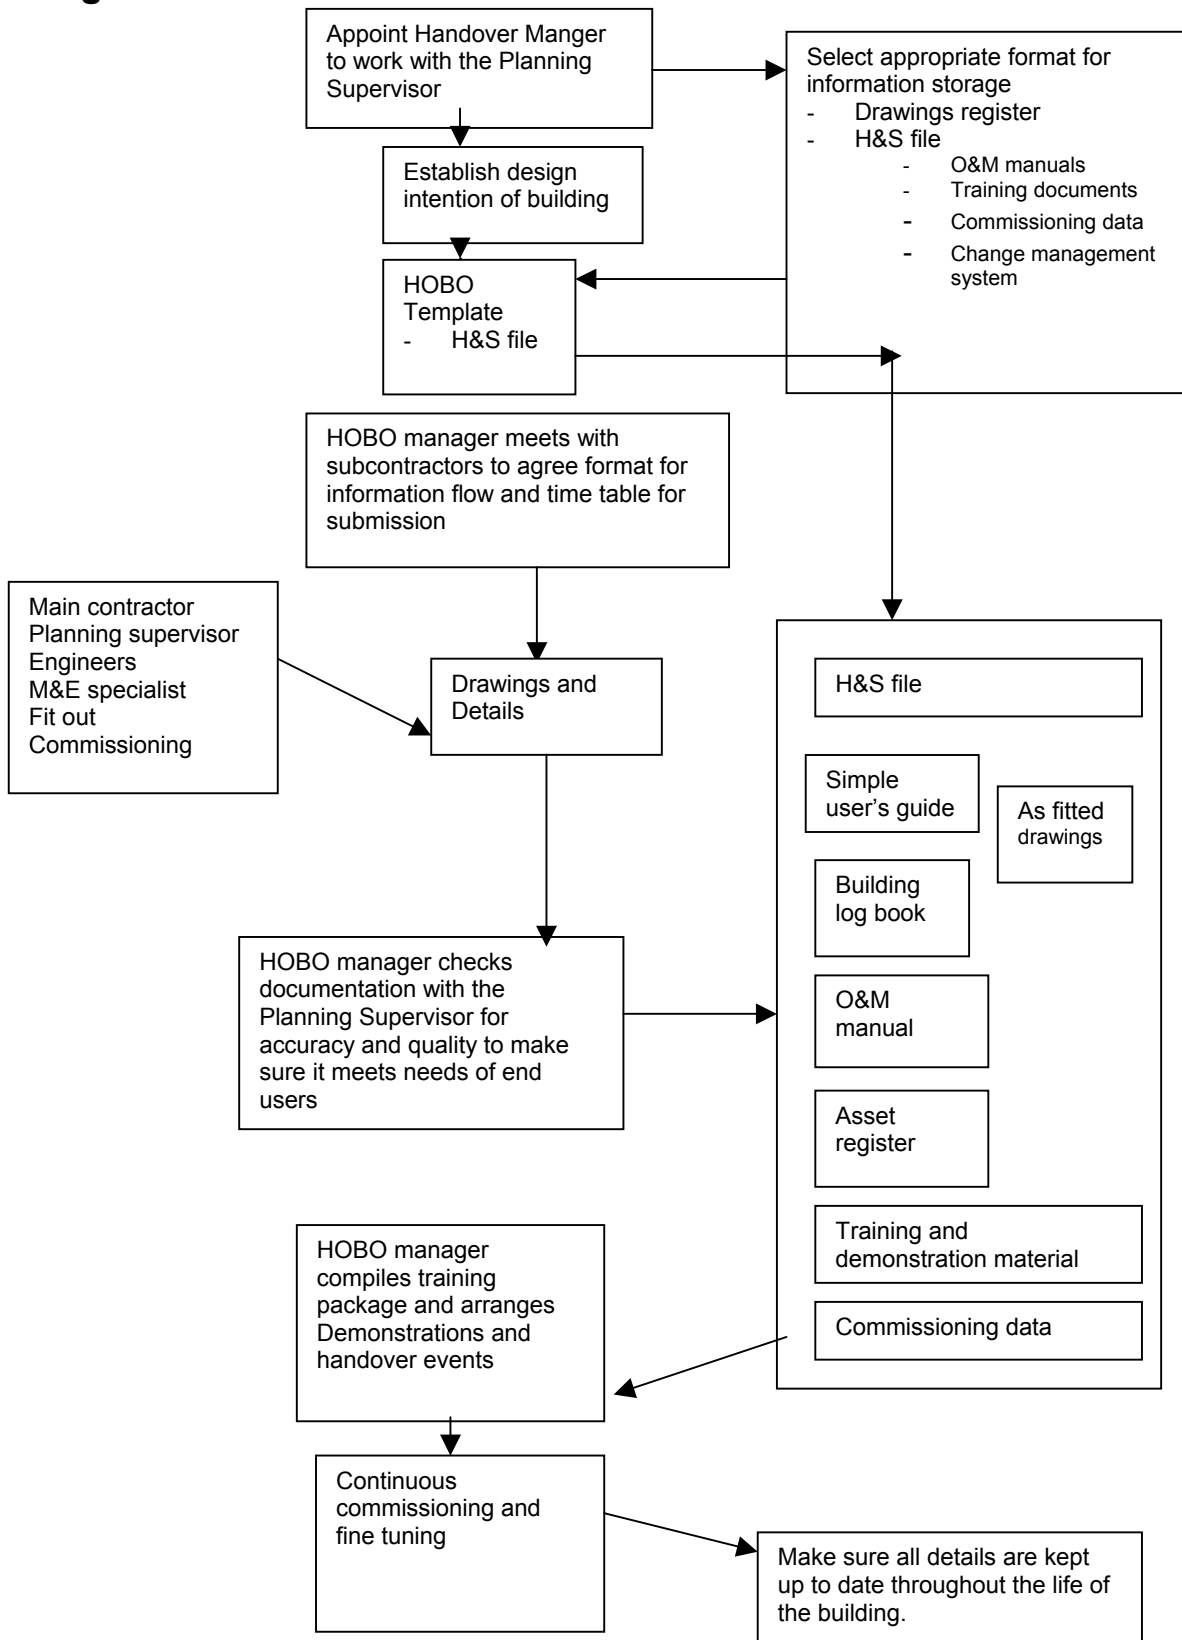 Appoint Handover Manger
to work with the Planning
Supervisor
Select appropriate format for
information storage
- Drawings register
- H&S file
- O&M manuals
- Training documents
- Commissioning data
- Change management
system
Establish design
intention of building
HOBO
Template
- H&S file
HOBO manager meets with
subcontractors to agree format for
information flow and time table for
submission
Main contractor
Planning supervisor
Engineers
M&E specialist
Fit out
Commissioning
Drawings and
Details
H&S file
Simple
user's guide
As fitted
drawings
Building
log book
O&M
manual
Asset
register
Training and
demonstration material
Commissioning data
HOBO manager checks
documentation with the
Planning Supervisor for
accuracy and quality to make
sure it meets needs of end
users
HOBO manager
compiles training
package and arranges
Demonstrations and
handover events
Continuous
commissioning and
fine tuning
Make sure all details are kept
up to date throughout the life of
the building.